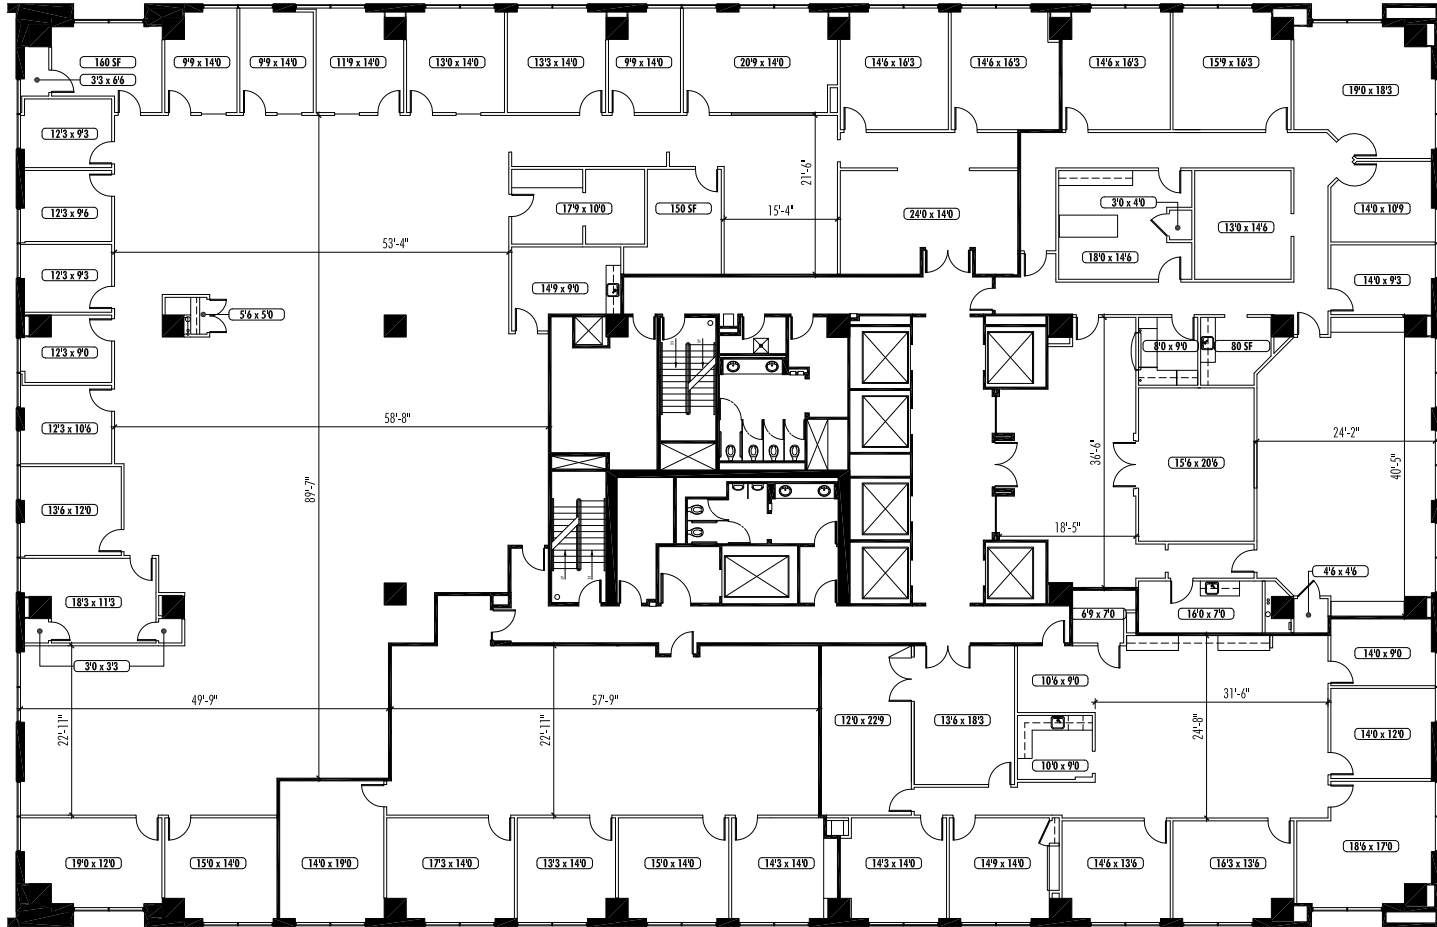 160 SF
9'9 x 14'0
9'9 x 14'0
11'9 x 14'0
13'0 x 14'0
13'3 x 14'0
9'9 x 14'0
20'9 x 14'0
14'6 x 16'3
14'6 x 16'3
14'6 x 16'3
15'9 x 16'3
3'3 x 6'6
19'0 x 18'3
12'3 x 9'3
21'-6"
12'3 x 9'6
17'9 x 10'0
150 SF
15'-4"
24'0 x 14'0
3'0 x 4'0
13'0 x 14'6
14'0 x 10'9
53'-4"
18'0 x 14'6
12'3 x 9'3
14'9 x 9'0
14'0 x 9'3
5'6 x 5'0
12'3 x 9'0
8'0 x 9'0
80 SF
12'3 x 10'6
58'-8"
24'-2"
36'-6"
15'6 x 20'6
40'-5"
89'-7"
13'6 x 12'0
18'-5"
4'6 x 4'6
18'3 x 11'3
6'9 x 7'0
16'0 x 7'0
3'0 x 3'3
14'0 x 9'0
10'6 x 9'0
49'-9"
57'-9"
31'-6"
22'-11"
22'-11"
12'0 x 22'9
13'6 x 18'3
24'-8"
14'0 x 12'0
10'0 x 9'0
19'0 x 12'0
15'0 x 14'0
14'0 x 19'0
17'3 x 14'0
13'3 x 14'0
15'0 x 14'0
14'3 x 14'0
14'3 x 14'0
14'9 x 14'0
14'6 x 13'6
16'3 x 13'6
18'6 x 17'0